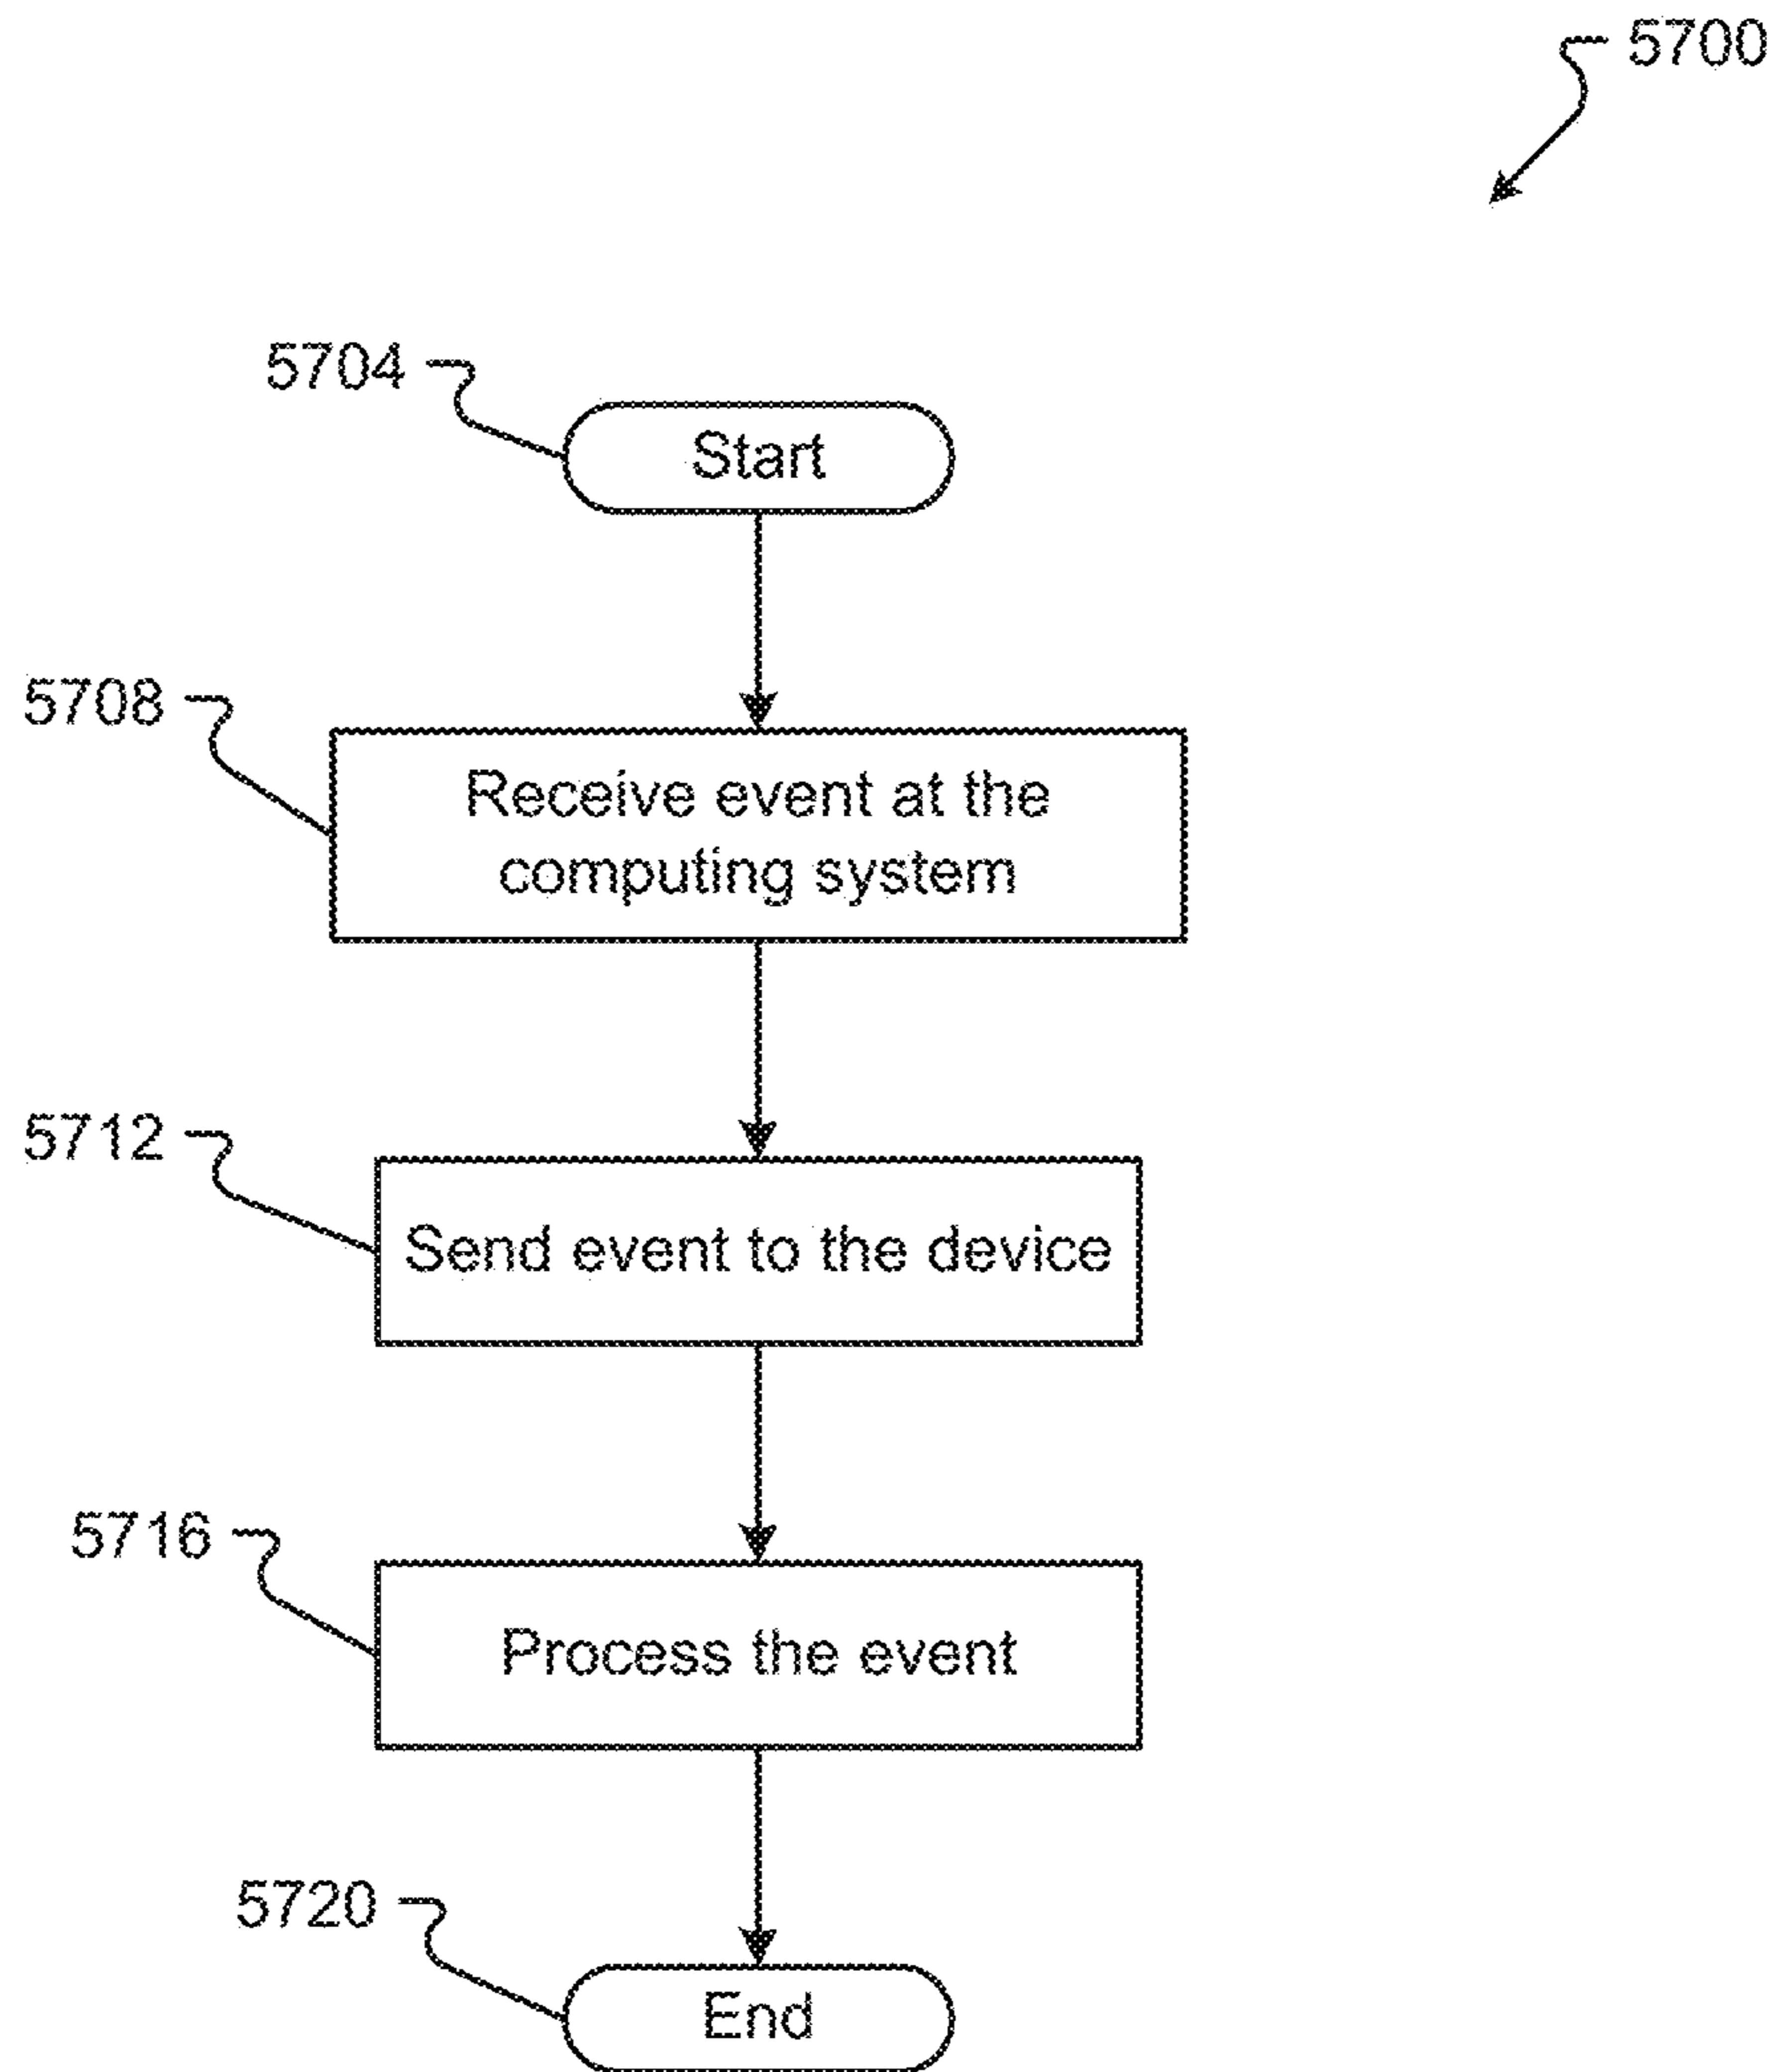 5700
5704
Start
5708
Receive event at the
computing system
5712
Send event to the device
5716
Process the event
5720
End